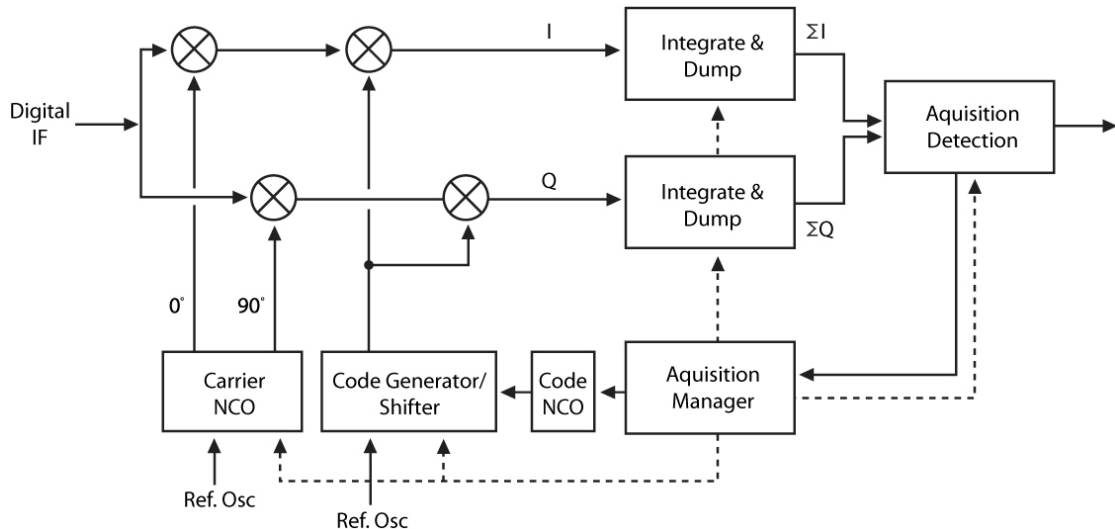 I
Integrate &
Dump
ΣI
Digital
IF
Aquisition
Detection
Q
Integrate &
Dump
ΣQ
0°
90°
Carrier
NCO
Code Generator/
Shifter
Code
NCO
Aquisition
Manager
Ref. Osc
Ref. Osc